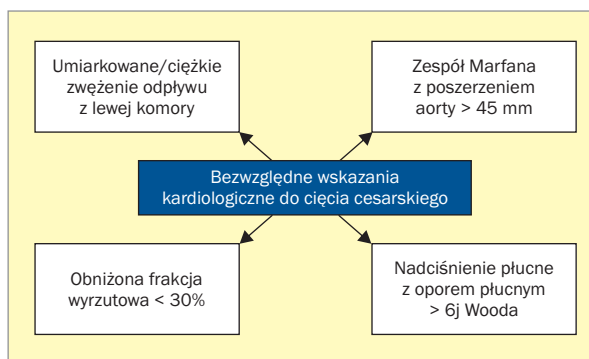 Umiarkowane/ciężkie
zwężenie odpływu
z lewej komory
Zespół Marfana
z poszerzeniem
aorty > 45 mm
Bezwzględne wskazania
kardiologiczne do cięcia cesarskiego
Obniżona frakcja
wyrzutowa < 30%
Nadciśnienie płucne
z oporem płucnym
> 6j Wooda